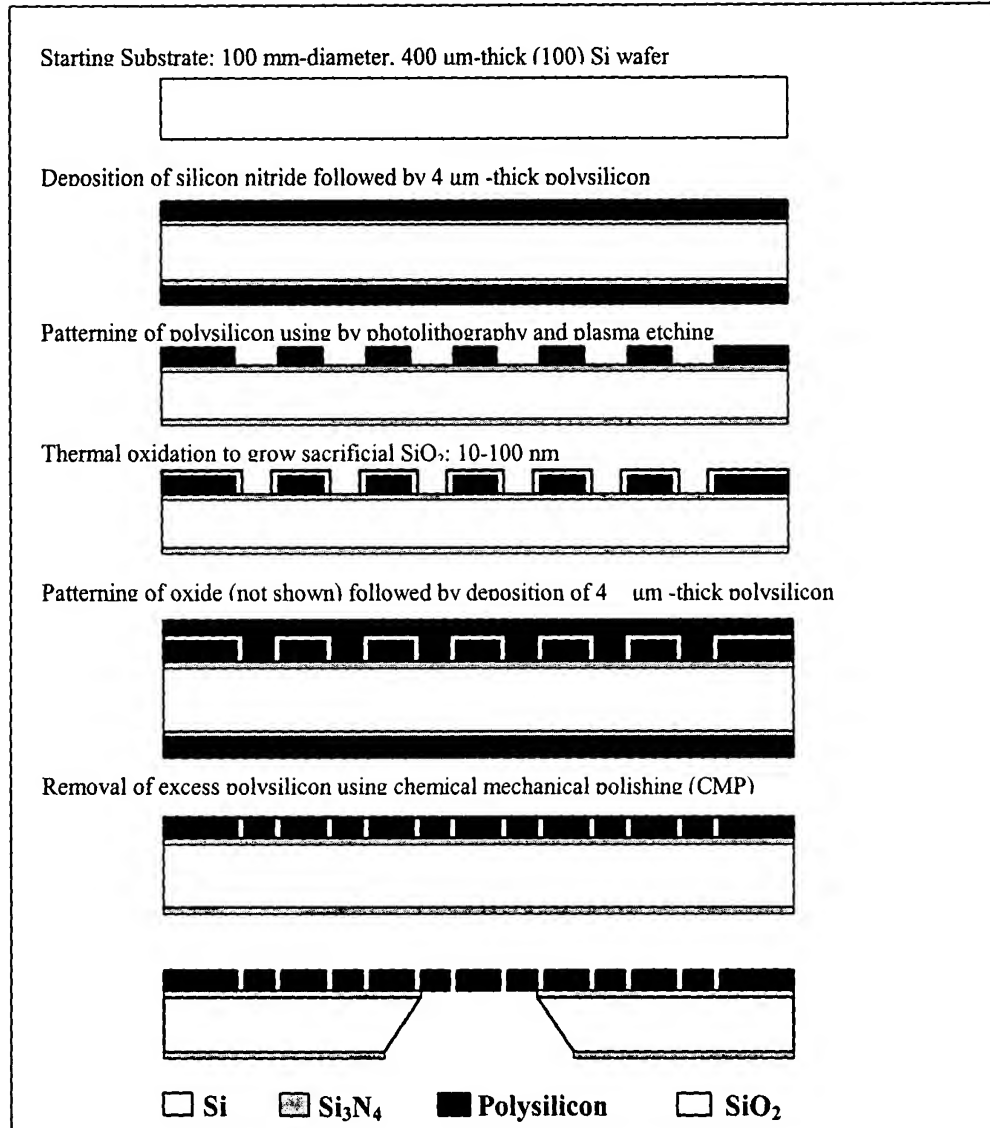 Starting Substrate: 100 mm-diameter, 400 um-thick (100) Si wafer
Deposition of silicon nitride followed by 4 um -thick polysilicon
Patterning of polysilicon using by photolithography and plasma etching
Thermal oxidation to grow sacrificial SiO₂: 10-100 nm
Patterning of oxide (not shown) followed by deposition of 4 um -thick polysilicon
Removal of excess polysilicon using chemical mechanical polishing (CMP)
Si Si₃N₄ Polysilicon SiO₂